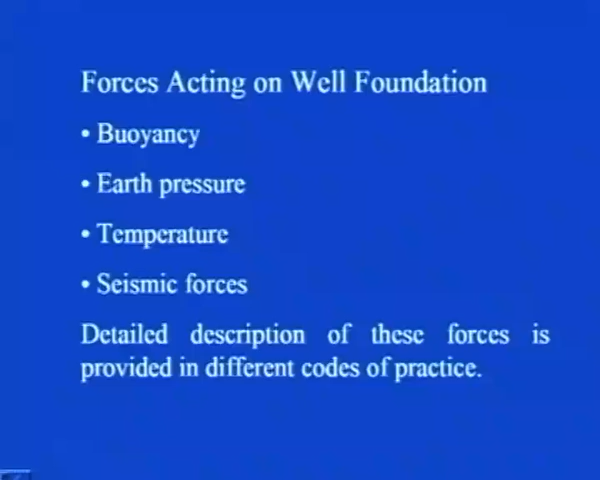 Forces Acting on Well Foundation
• Buoyancy
• Earth pressure
• Temperature
• Seismic forces
Detailed description of these forces is
provided in different codes of practice.